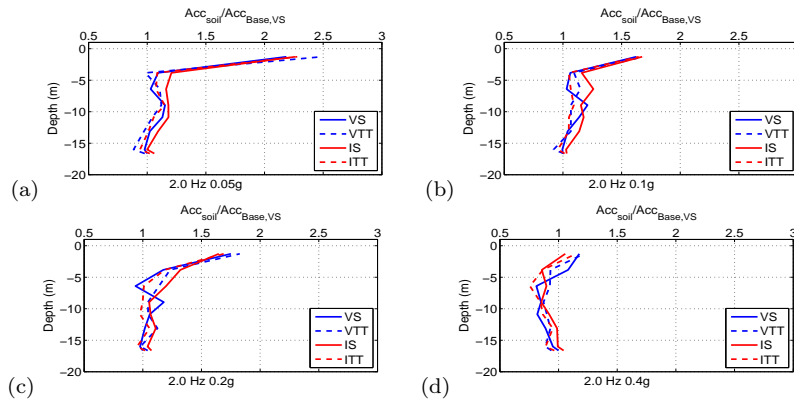 Acc_soil/Acc_Base,VS
0.5 1 1.5 2 2.5 3
0
−5
−10
−15
−20
Depth (m)
VS
VTT
IS
ITT
(a)
2.0 Hz 0.05g
Acc_soil/Acc_Base,VS
0.5 1 1.5 2 2.5 3
0
−5
−10
−15
−20
Depth (m)
VS
VTT
IS
ITT
(b)
2.0 Hz 0.1g
Acc_soil/Acc_Base,VS
0.5 1 1.5 2 2.5 3
0
−5
−10
−15
−20
Depth (m)
VS
VTT
IS
ITT
(c)
2.0 Hz 0.2g
Acc_soil/Acc_Base,VS
0.5 1 1.5 2 2.5 3
0
−5
−10
−15
−20
Depth (m)
VS
VTT
IS
ITT
(d)
2.0 Hz 0.4g